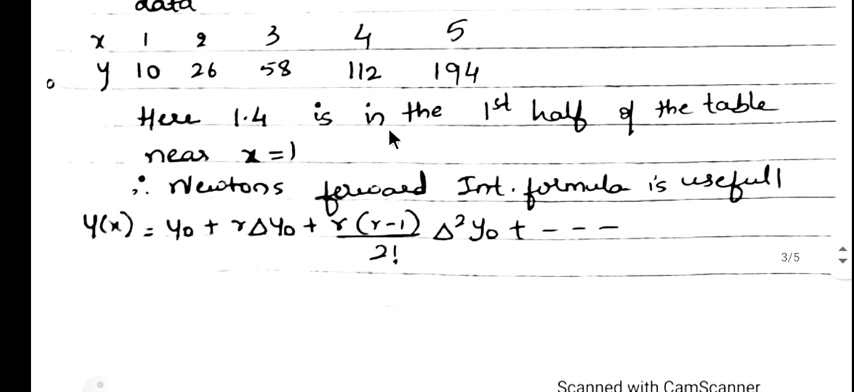 data
x 1 2 3 4 5
y 10 26 58 112 194
Here 1.4 is in the 1st half of the table
near x=1
∴ Newtons forward Int. formula is usefull
y(x) = y0 + rΔy0 + r(r-1)/2! Δ²y0 + - - -
3/5
Scanned with CamScanner